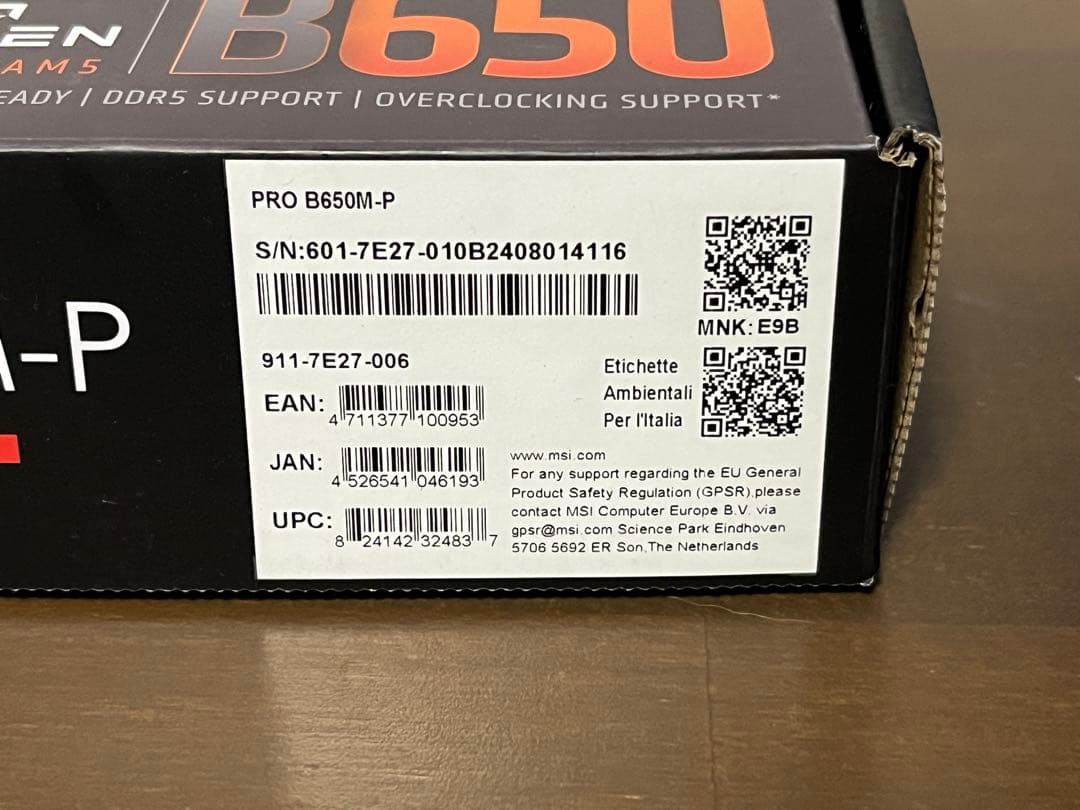 EN
AM5
B650
EADY / DDR5 SUPPORT | OVERCLOCKING SUPPORT*
-P
PRO B650M-P
S/N:601-7E27-010B2408014116
MNK: E9B
911-7E27-006
Etichette
Ambientali
Per l'Italia
EAN:
4 711377 100953
JAN:
4 526541 046193
UPC:
8 24142 32483 7
www.msi.com
For any support regarding the EU General
Product Safety Regulation (GPSR),please
contact MSI Computer Europe B.V. via
gpsr@msi.com Science Park Eindhoven
5706 5692 ER Son,The Netherlands